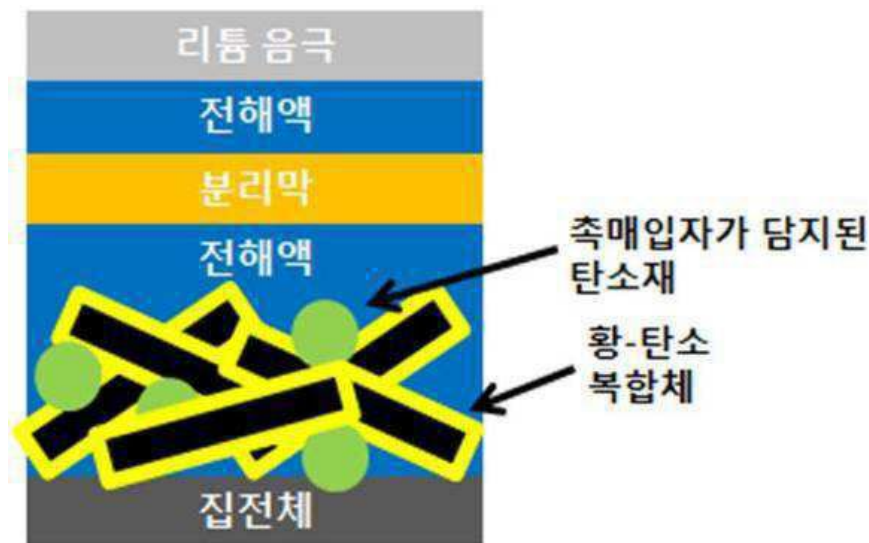 리튬 음극
전해액
분리막
전해액
촉매입자가 담지된
탄소재
황-탄소
복합체
집전체